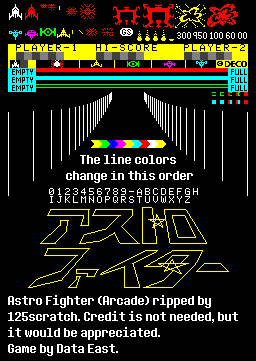 GS 300 950 100 60 00
PLAYER-1 HI-SCORE PLAYER-2
© DECO
EMPTY FULL
EMPTY FULL
The line colors
change in this order
0123456789-ABCDEFGH
IJKLMNOPQRSTUVWXYZ
アストロ
ファイター
Astro Fighter (Arcade) ripped by
125scratch. Credit is not needed, but
it would be appreciated.
Game by Data East.